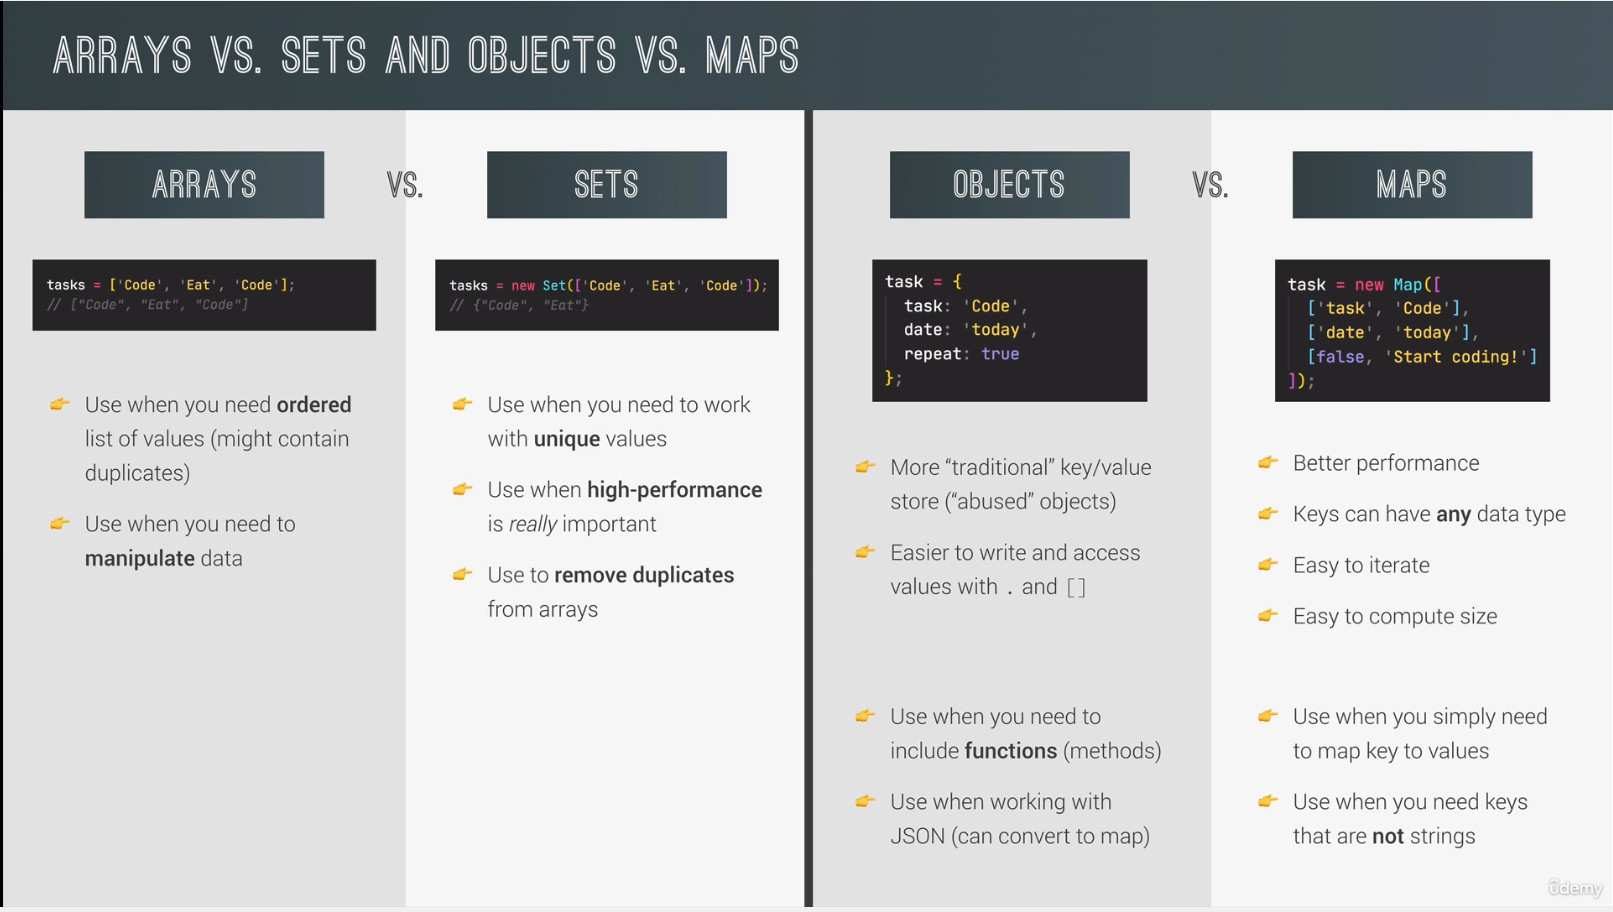 ARRAYS VS. SETS AND OBJECTS VS. MAPS
ARRAYS
VS.
SETS
tasks = ['Code', 'Eat', 'Code'];
// ["Code", "Eat", "Code"]
tasks = new Set(['Code', 'Eat', 'Code']);
// {"Code", "Eat"}
Use when you need ordered
list of values (might contain
duplicates)
Use when you need to
manipulate data
Use when you need to work
with unique values
Use when high-performance
is really important
Use to remove duplicates
from arrays
OBJECTS
VS.
MAPS
task = {
task: 'Code',
date: 'today',
repeat: true
};
task = new Map([
['task', 'Code'],
['date', 'today'],
[false, 'Start coding!']
]);
More “traditional” key/value
store (“abused” objects)
Easier to write and access
values with . and []
Use when you need to
include functions (methods)
Use when working with
JSON (can convert to map)
Better performance
Keys can have any data type
Easy to iterate
Easy to compute size
Use when you simply need
to map key to values
Use when you need keys
that are not strings
ûdemy